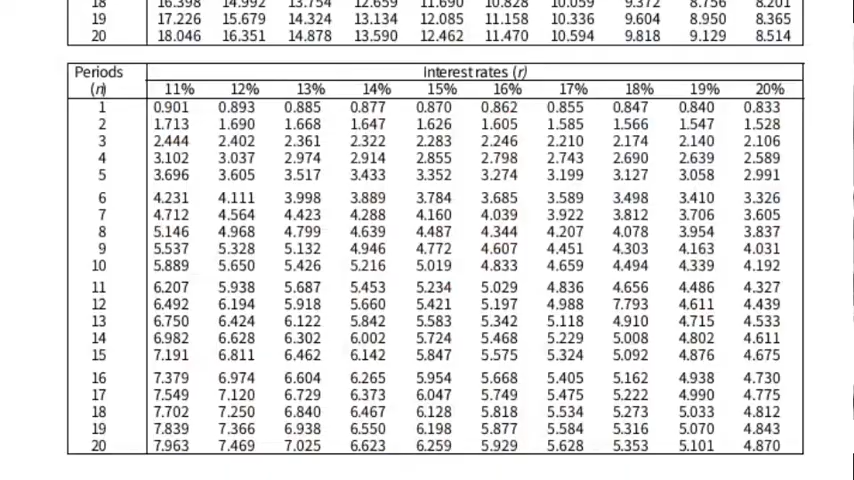 18 16.398 14.992 13.754 12.659 11.690 10.828 10.059 9.372 8.756 8.201
19 17.226 15.679 14.324 13.134 12.085 11.158 10.336 9.604 8.950 8.365
20 18.046 16.351 14.878 13.590 12.462 11.470 10.594 9.818 9.129 8.514
Periods Interest rates (r)
(n) 11% 12% 13% 14% 15% 16% 17% 18% 19% 20%
1 0.901 0.893 0.885 0.877 0.870 0.862 0.855 0.847 0.840 0.833
2 1.713 1.690 1.668 1.647 1.626 1.605 1.585 1.566 1.547 1.528
3 2.444 2.402 2.361 2.322 2.283 2.246 2.210 2.174 2.140 2.106
4 3.102 3.037 2.974 2.914 2.855 2.798 2.743 2.690 2.639 2.589
5 3.696 3.605 3.517 3.433 3.352 3.274 3.199 3.127 3.058 2.991
6 4.231 4.111 3.998 3.889 3.784 3.685 3.589 3.498 3.410 3.326
7 4.712 4.564 4.423 4.288 4.160 4.039 3.922 3.812 3.706 3.605
8 5.146 4.968 4.799 4.639 4.487 4.344 4.207 4.078 3.954 3.837
9 5.537 5.328 5.132 4.946 4.772 4.607 4.451 4.303 4.163 4.031
10 5.889 5.650 5.426 5.216 5.019 4.833 4.659 4.494 4.339 4.192
11 6.207 5.938 5.687 5.453 5.234 5.029 4.836 4.656 4.486 4.327
12 6.492 6.194 5.918 5.660 5.421 5.197 4.988 7.793 4.611 4.439
13 6.750 6.424 6.122 5.842 5.583 5.342 5.118 4.910 4.715 4.533
14 6.982 6.628 6.302 6.002 5.724 5.468 5.229 5.008 4.802 4.611
15 7.191 6.811 6.462 6.142 5.847 5.575 5.324 5.092 4.876 4.675
16 7.379 6.974 6.604 6.265 5.954 5.668 5.405 5.162 4.938 4.730
17 7.549 7.120 6.729 6.373 6.047 5.749 5.475 5.222 4.990 4.775
18 7.702 7.250 6.840 6.467 6.128 5.818 5.534 5.273 5.033 4.812
19 7.839 7.366 6.938 6.550 6.198 5.877 5.584 5.316 5.070 4.843
20 7.963 7.469 7.025 6.623 6.259 5.929 5.628 5.353 5.101 4.870